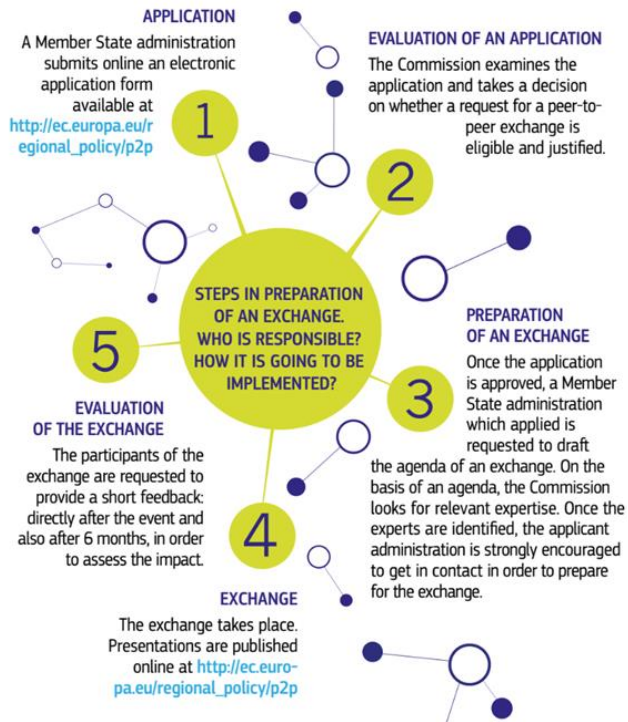 APPLICATION
A Member State administration
submits online an electronic
application form
available at
http://ec.europa.eu/r
egional_policy/p2p
1
EVALUATION OF AN APPLICATION
The Commission examines the
application and takes a decision
on whether a request for a peer-to-
peer exchange is
eligible and justified.
2
STEPS IN PREPARATION
OF AN EXCHANGE.
WHO IS RESPONSIBLE?
HOW IT IS GOING TO BE
IMPLEMENTED?
PREPARATION
OF AN EXCHANGE
Once the application
is approved, a Member
State administration
which applied is
requested to draft
the agenda of an exchange. On the
basis of an agenda, the Commission
looks for relevant expertise. Once the
experts are identified, the applicant
administration is strongly encouraged
to get in contact in order to prepare
for the exchange.
3
4
EXCHANGE
The exchange takes place.
Presentations are published
online at http://ec.euro-
pa.eu/regional_policy/p2p
5
EVALUATION
OF THE EXCHANGE
The participants of the
exchange are requested to
provide a short feedback:
directly after the event and
also after 6 months, in order
to assess the impact.